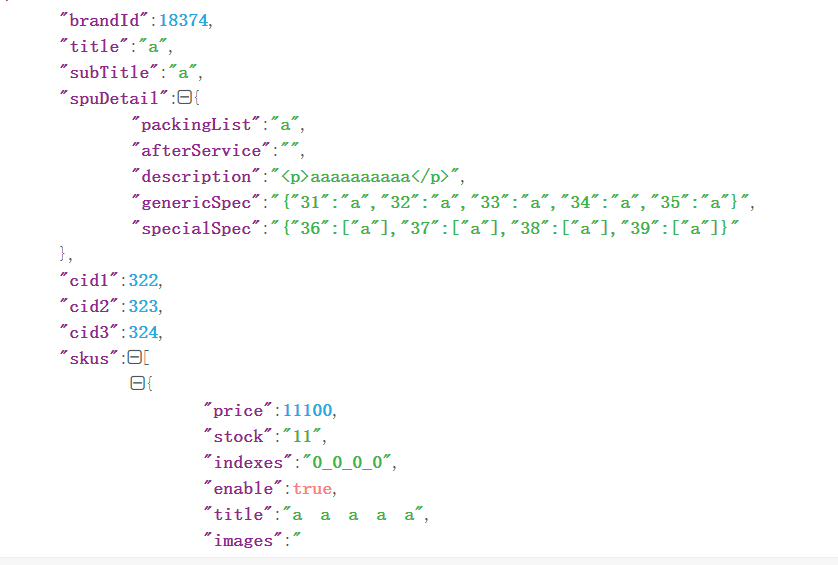 "brandId":18374,
"title":"a",
"subTitle":"a",
"spuDetail":{
"packingList":"a",
"afterService":"",
"description":"<p>aaaaaaaaaa</p>",
"genericSpec":"{"31":"a","32":"a","33":"a","34":"a","35":"a"}",
"specialSpec":"{"36":["a"],"37":["a"],"38":["a"],"39":["a"]}"
},
"cid1":322,
"cid2":323,
"cid3":324,
"skus":[
{
"price":11100,
"stock":"11",
"indexes":"0_0_0_0",
"enable":true,
"title":"a  a  a  a  a",
"images":"